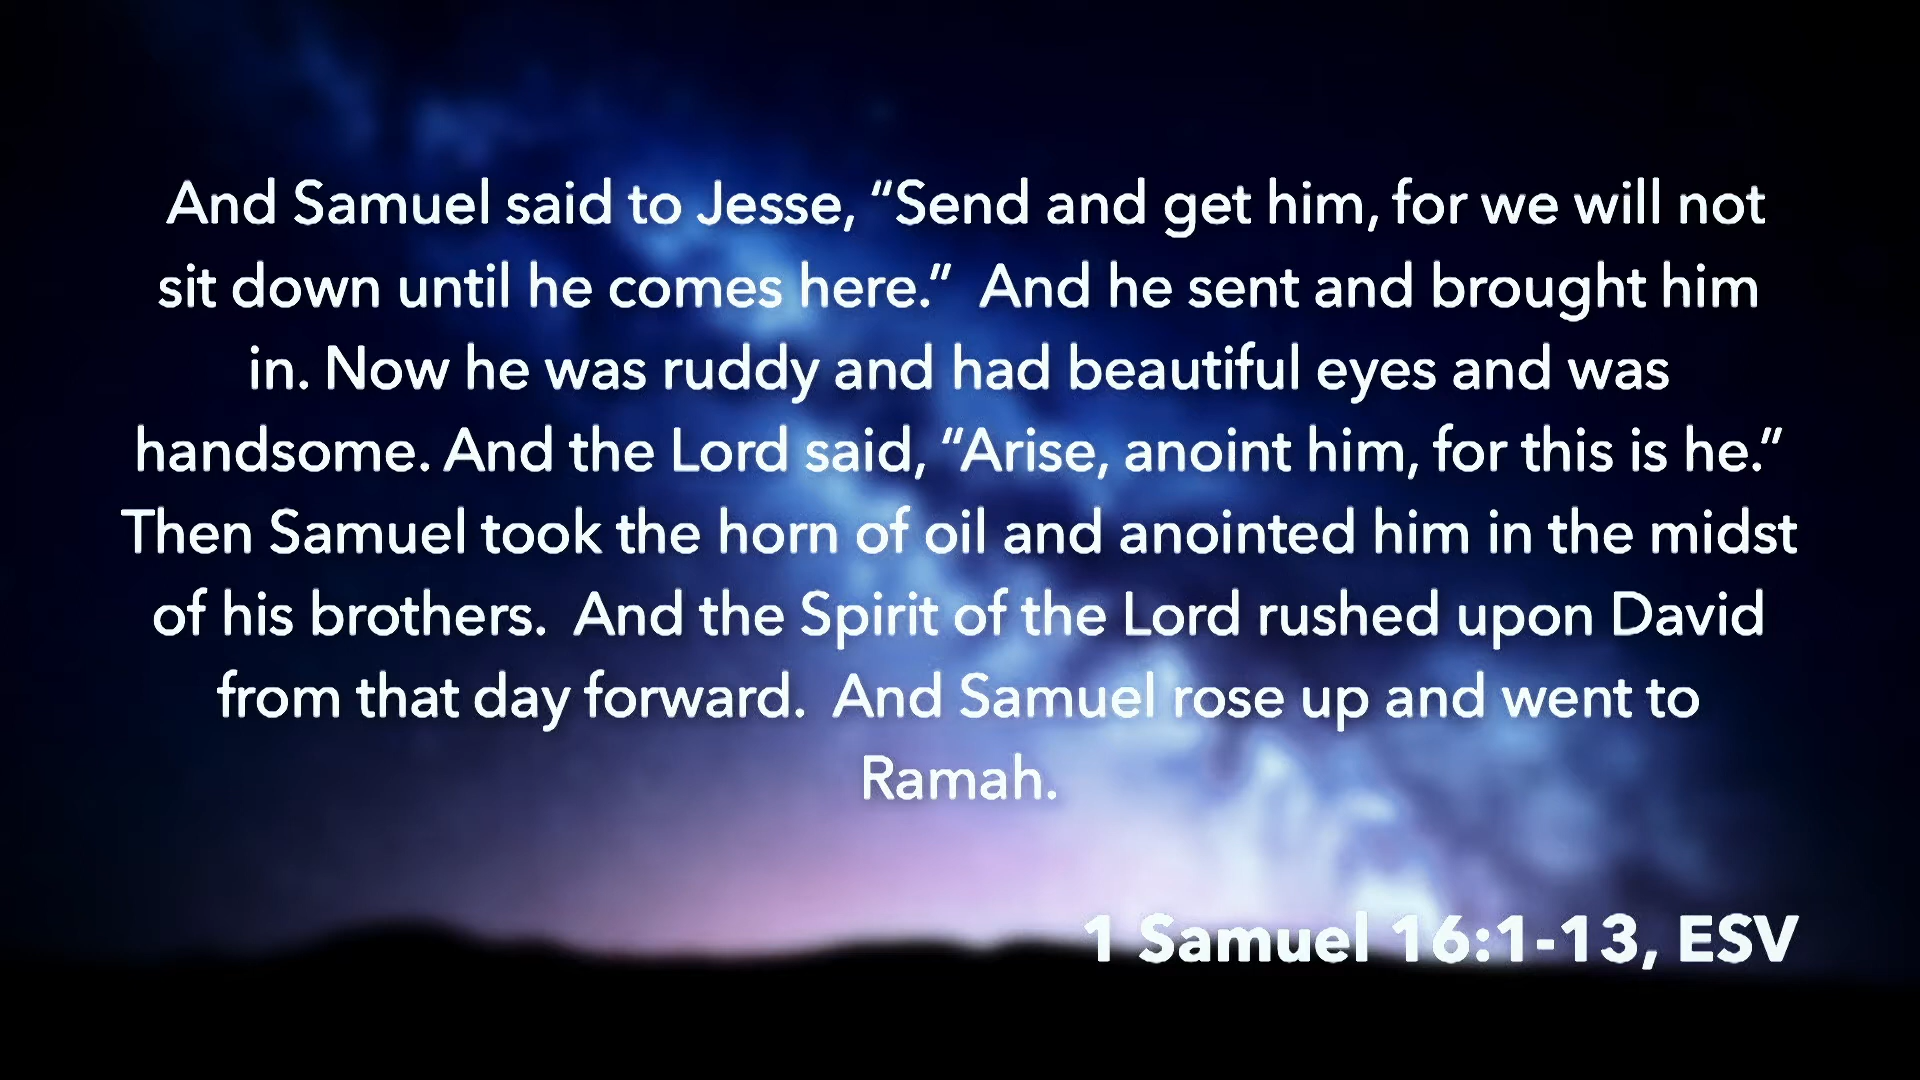 And Samuel said to Jesse, “Send and get him, for we will not
sit down until he comes here.”  And he sent and brought him
in. Now he was ruddy and had beautiful eyes and was
handsome. And the Lord said, “Arise, anoint him, for this is he.”
Then Samuel took the horn of oil and anointed him in the midst
of his brothers.  And the Spirit of the Lord rushed upon David
from that day forward.  And Samuel rose up and went to
Ramah.
1 Samuel 16:1-13, ESV